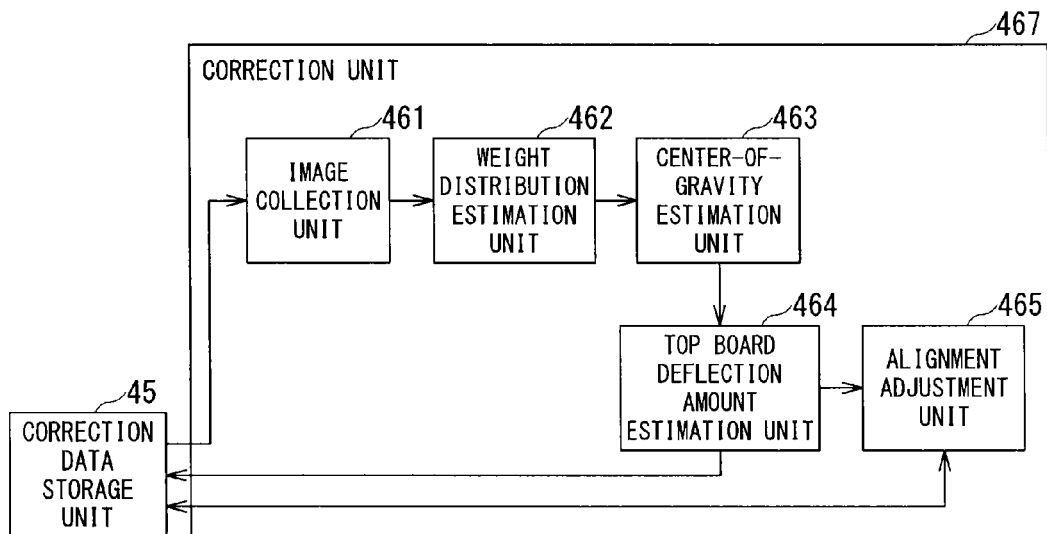 467
CORRECTION UNIT
461
IMAGE
COLLECTION
UNIT
462
WEIGHT
DISTRIBUTION
ESTIMATION
UNIT
463
CENTER-OF-
GRAVITY
ESTIMATION
UNIT
464
TOP BOARD
DEFLECTION
AMOUNT
ESTIMATION UNIT
465
ALIGNMENT
ADJUSTMENT
UNIT
45
CORRECTION
DATA
STORAGE
UNIT